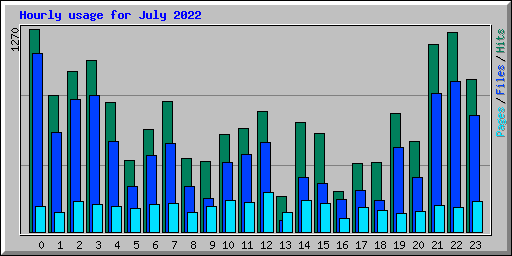 Hourly usage for July 2022
1270
Pages/Files/Hits
0 1 2 3 4 5 6 7 8 9 10 11 12 13 14 15 16 17 18 19 20 21 22 23